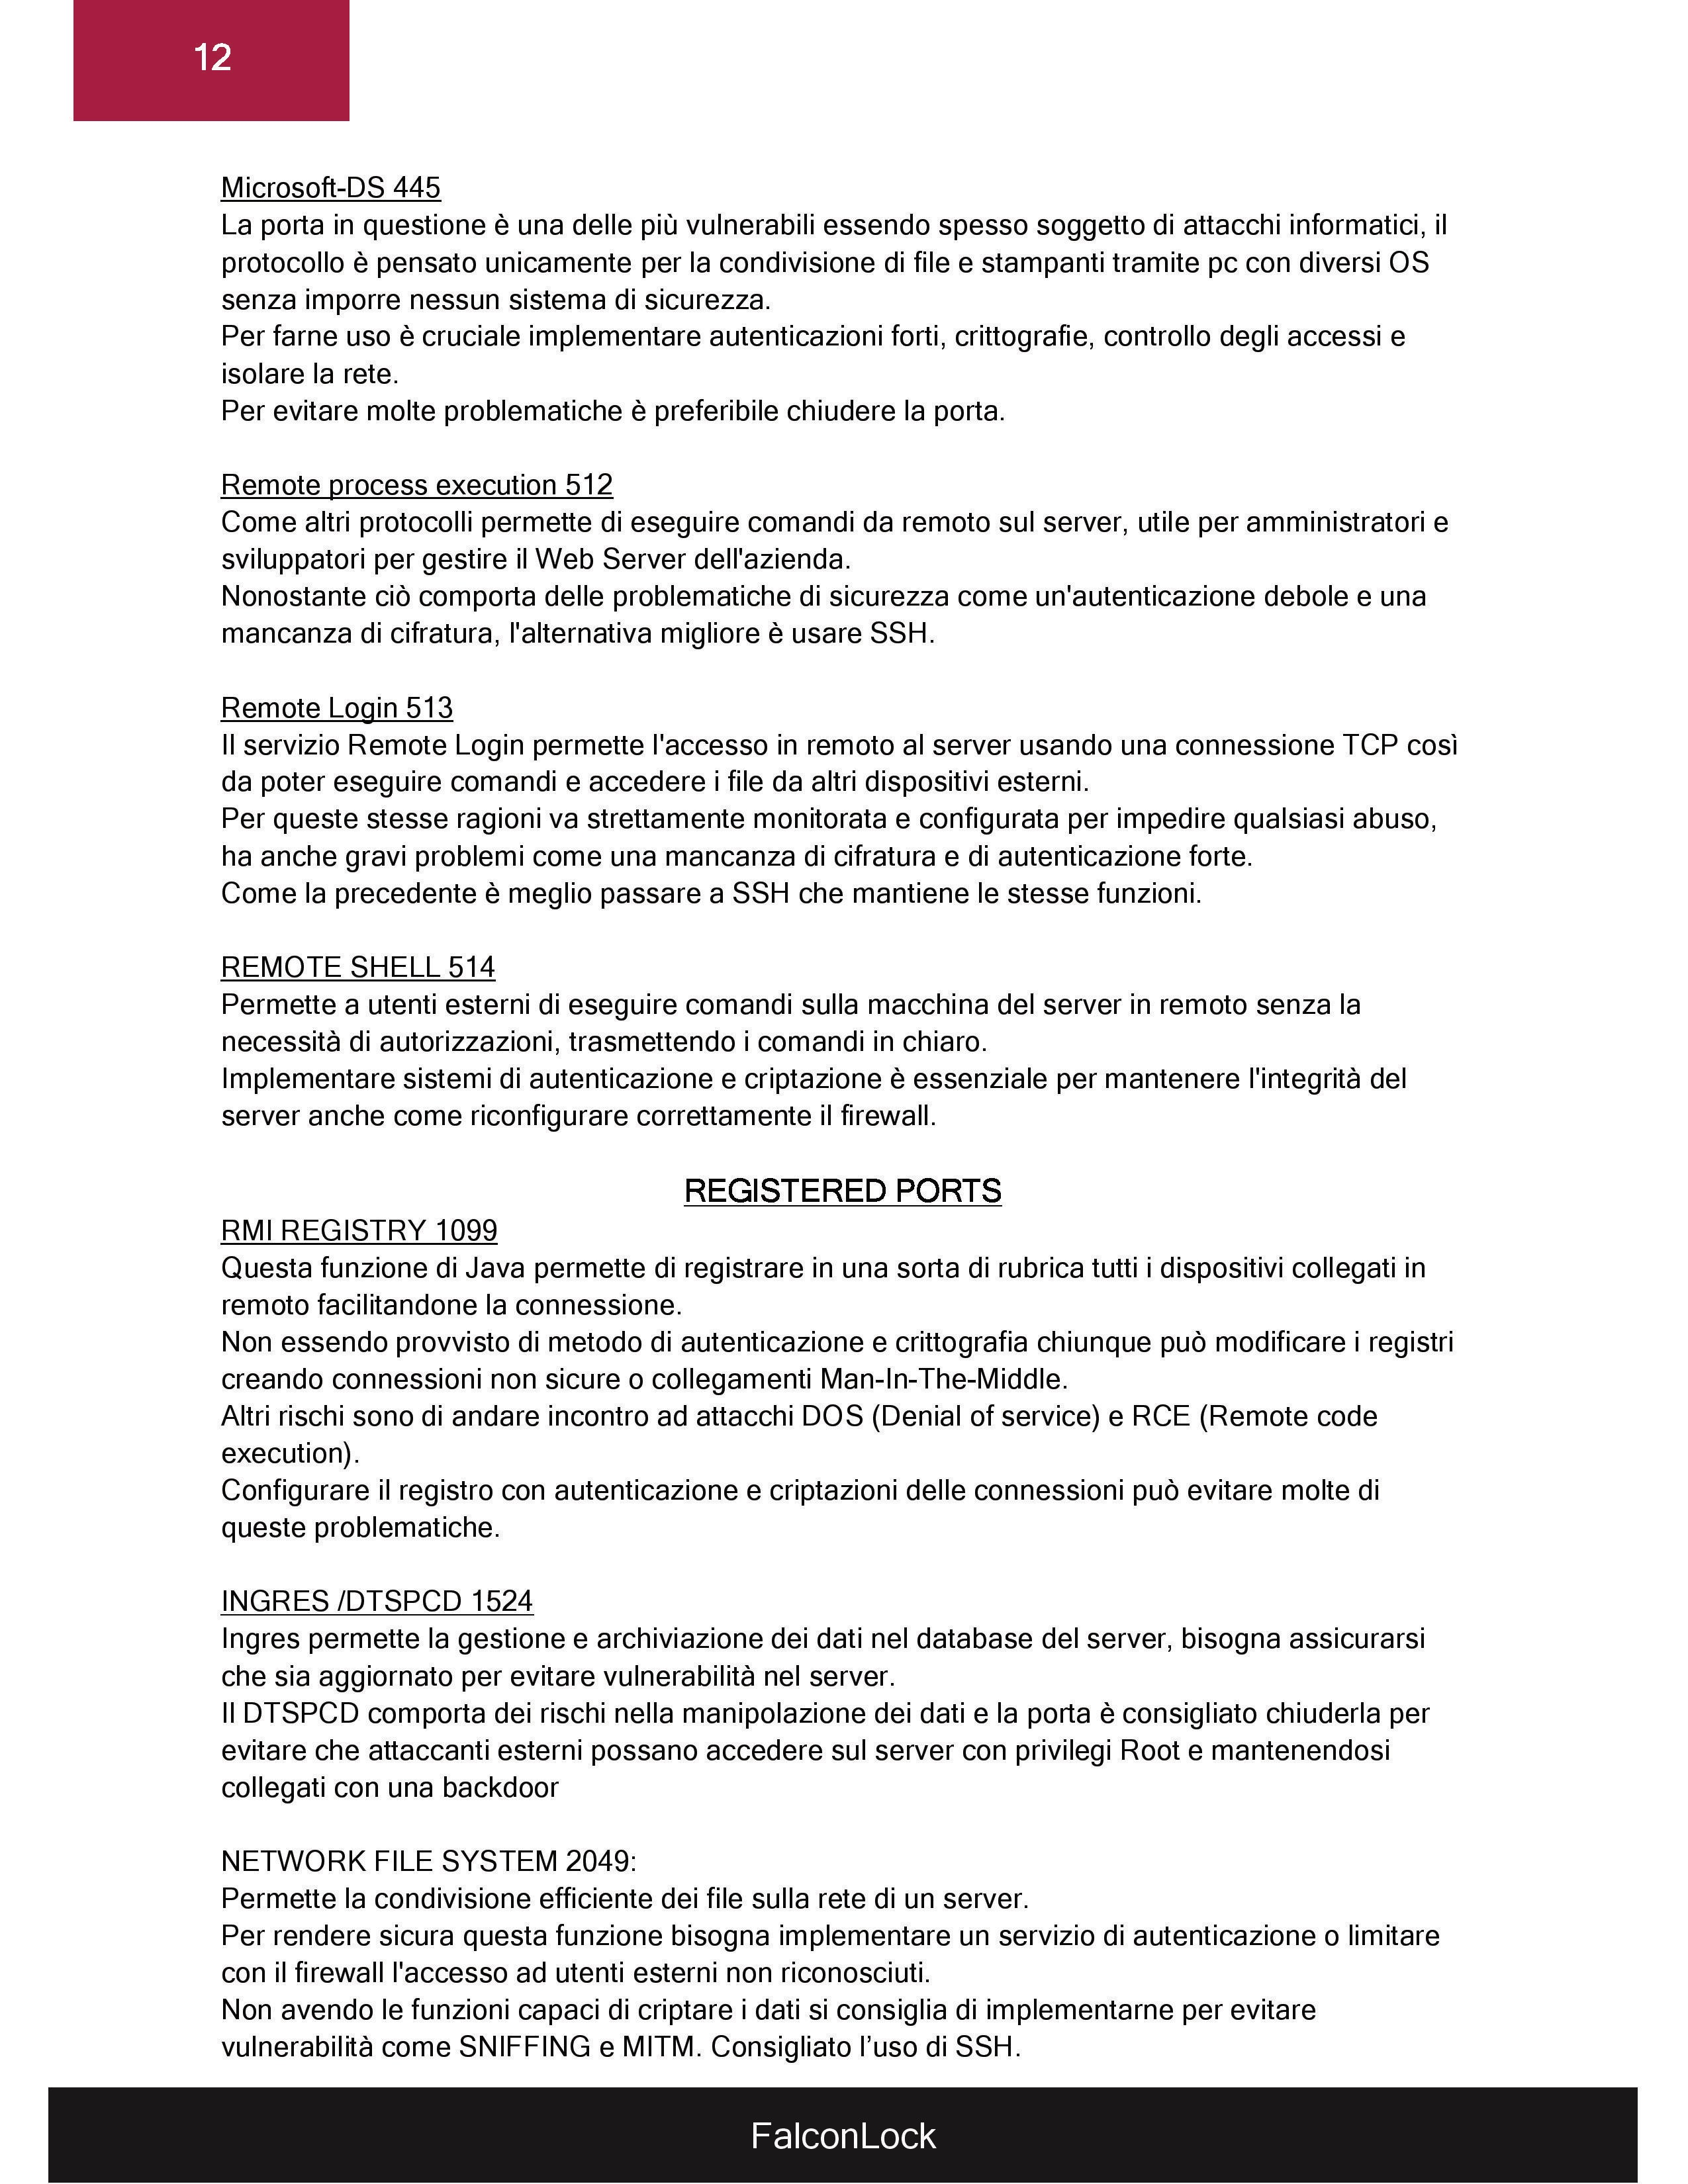 12
Microsoft-DS 445
La porta in questione è una delle più vulnerabili essendo spesso soggetto di attacchi informatici, il
protocollo è pensato unicamente per la condivisione di file e stampanti tramite pc con diversi OS
senza imporre nessun sistema di sicurezza.
Per farne uso è cruciale implementare autenticazioni forti, crittografie, controllo degli accessi e
isolare la rete.
Per evitare molte problematiche è preferibile chiudere la porta.
Remote process execution 512
Come altri protocolli permette di eseguire comandi da remoto sul server, utile per amministratori e
sviluppatori per gestire il Web Server dell'azienda.
Nonostante ciò comporta delle problematiche di sicurezza come un'autenticazione debole e una
mancanza di cifratura, l'alternativa migliore è usare SSH.
Remote Login 513
Il servizio Remote Login permette l'accesso in remoto al server usando una connessione TCP così
da poter eseguire comandi e accedere i file da altri dispositivi esterni.
Per queste stesse ragioni va strettamente monitorata e configurata per impedire qualsiasi abuso,
ha anche gravi problemi come una mancanza di cifratura e di autenticazione forte.
Come la precedente è meglio passare a SSH che mantiene le stesse funzioni.
REMOTE SHELL 514
Permette a utenti esterni di eseguire comandi sulla macchina del server in remoto senza la
necessità di autorizzazioni, trasmettendo i comandi in chiaro.
Implementare sistemi di autenticazione e criptazione è essenziale per mantenere l'integrità del
server anche come riconfigurare correttamente il firewall.
REGISTERED PORTS
RMI REGISTRY 1099
Questa funzione di Java permette di registrare in una sorta di rubrica tutti i dispositivi collegati in
remoto facilitandone la connessione.
Non essendo provvisto di metodo di autenticazione e crittografia chiunque può modificare i registri
creando connessioni non sicure o collegamenti Man-In-The-Middle.
Altri rischi sono di andare incontro ad attacchi DOS (Denial of service) e RCE (Remote code
execution).
Configurare il registro con autenticazione e criptazioni delle connessioni può evitare molte di
queste problematiche.
INGRES /DTSPCD 1524
Ingres permette la gestione e archiviazione dei dati nel database del server, bisogna assicurarsi
che sia aggiornato per evitare vulnerabilità nel server.
Il DTSPCD comporta dei rischi nella manipolazione dei dati e la porta è consigliato chiuderla per
evitare che attaccanti esterni possano accedere sul server con privilegi Root e mantenendosi
collegati con una backdoor
NETWORK FILE SYSTEM 2049:
Permette la condivisione efficiente dei file sulla rete di un server.
Per rendere sicura questa funzione bisogna implementare un servizio di autenticazione o limitare
con il firewall l'accesso ad utenti esterni non riconosciuti.
Non avendo le funzioni capaci di criptare i dati si consiglia di implementarne per evitare
vulnerabilità come SNIFFING e MITM. Consigliato l’uso di SSH.
FalconLock